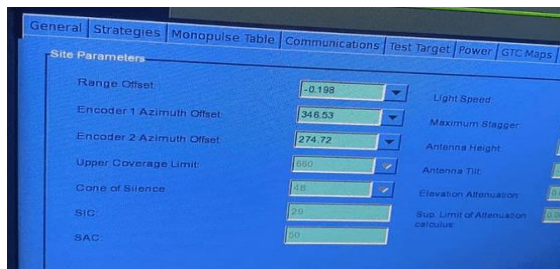 General Strategies Monopulse Table Communications Test Target Power GTC Maps
Site Parameters
Range Offset: -0.198 Light Speed:
Encoder 1 Azimuth Offset: 346.53 Maximum Stagger:
Encoder 2 Azimuth Offset: 274.72 Antenna Height:
Upper Coverage Limit: 660 Antenna Tilt:
Cone of Silence: 48 Elevation Attenuation:
SIC: 20 Sup. Limit of Attenuation
calculus:
SAC: 50